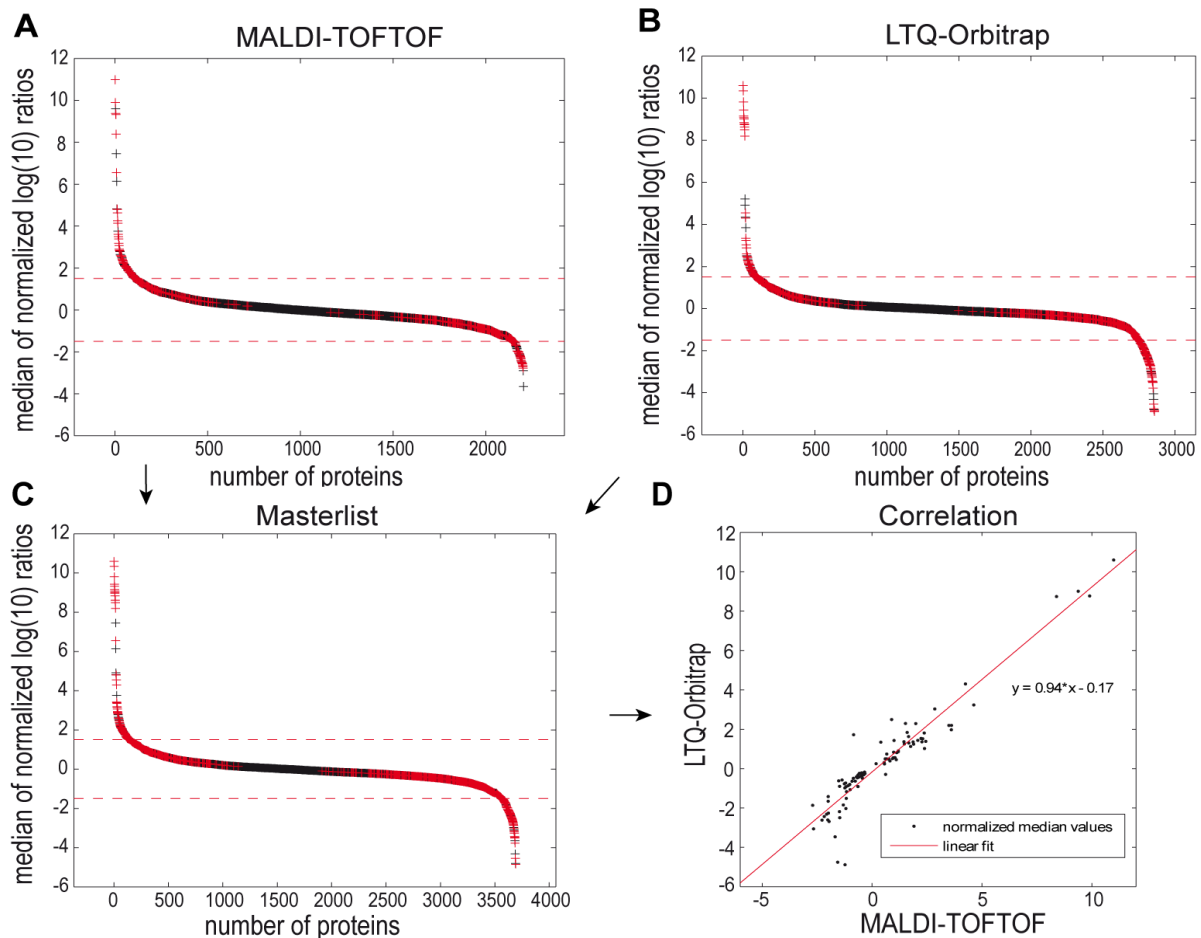 A
MALDI-TOFTOF
median of normalized log(10) ratios
12
10
8
6
4
2
0
-2
-4
-6
0 500 1000 1500 2000
number of proteins
B
LTQ-Orbitrap
median of normalized log(10) ratios
12
10
8
6
4
2
0
-2
-4
-6
0 500 1000 1500 2000 2500 3000
number of proteins
C
Masterlist
median of normalized log(10) ratios
12
10
8
6
4
2
0
-2
-4
-6
0 500 1000 1500 2000 2500 3000 3500 4000
number of proteins
D
Correlation
LTQ-Orbitrap
12
10
8
6
4
2
0
-2
-4
-6
y = 0.94*x - 0.17
normalized median values
linear fit
-5 0 5 10
MALDI-TOFTOF